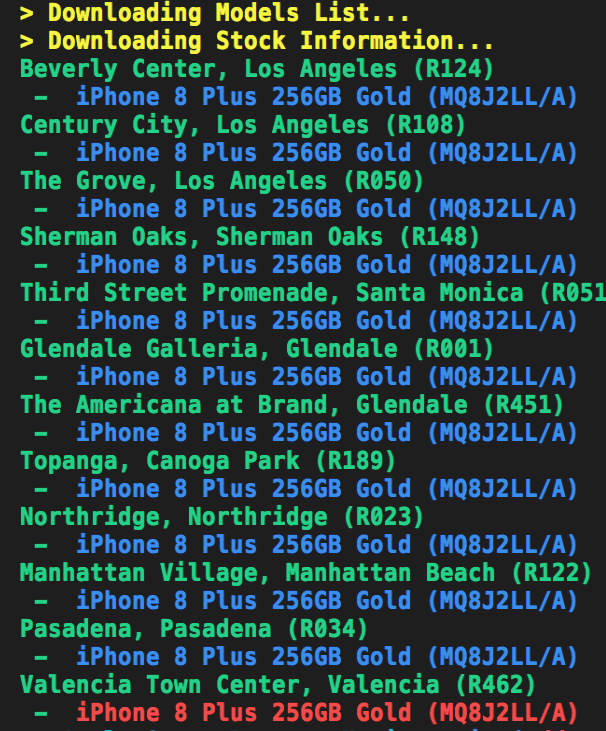 > Downloading Models List...
> Downloading Stock Information...
Beverly Center, Los Angeles (R124)
– iPhone 8 Plus 256GB Gold (MQ8J2LL/A)
Century City, Los Angeles (R108)
– iPhone 8 Plus 256GB Gold (MQ8J2LL/A)
The Grove, Los Angeles (R050)
– iPhone 8 Plus 256GB Gold (MQ8J2LL/A)
Sherman Oaks, Sherman Oaks (R148)
– iPhone 8 Plus 256GB Gold (MQ8J2LL/A)
Third Street Promenade, Santa Monica (R051
– iPhone 8 Plus 256GB Gold (MQ8J2LL/A)
Glendale Galleria, Glendale (R001)
– iPhone 8 Plus 256GB Gold (MQ8J2LL/A)
The Americana at Brand, Glendale (R451)
– iPhone 8 Plus 256GB Gold (MQ8J2LL/A)
Topanga, Canoga Park (R189)
– iPhone 8 Plus 256GB Gold (MQ8J2LL/A)
Northridge, Northridge (R023)
– iPhone 8 Plus 256GB Gold (MQ8J2LL/A)
Manhattan Village, Manhattan Beach (R122)
– iPhone 8 Plus 256GB Gold (MQ8J2LL/A)
Pasadena, Pasadena (R034)
– iPhone 8 Plus 256GB Gold (MQ8J2LL/A)
Valencia Town Center, Valencia (R462)
– iPhone 8 Plus 256GB Gold (MQ8J2LL/A)